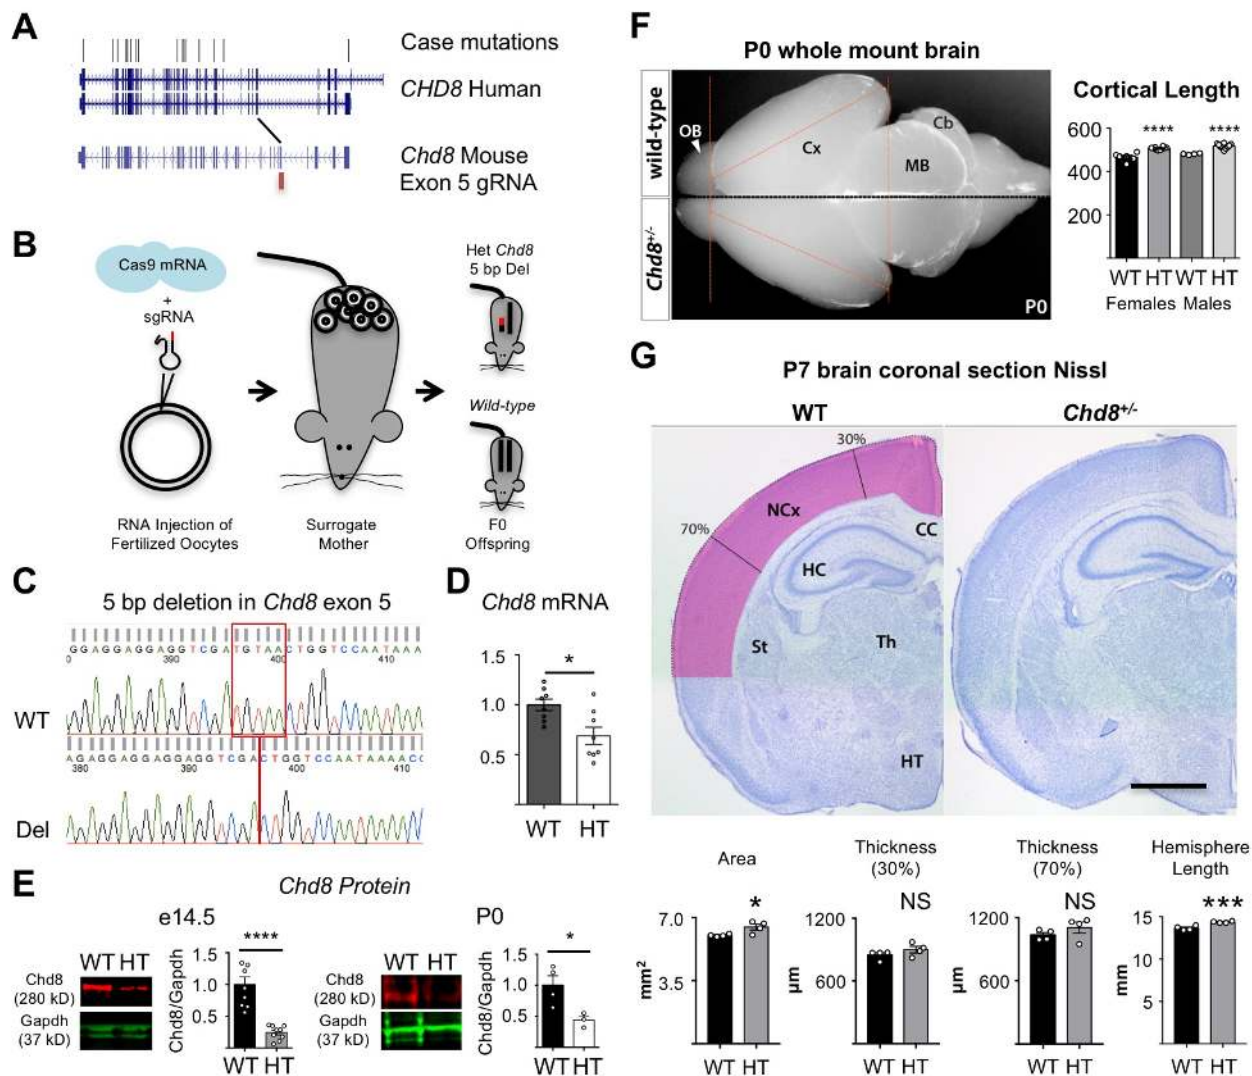 A
Case mutations
CHD8 Human
Chd8 Mouse
Exon 5 gRNA
B
Cas9 mRNA
+
sgRNA
RNA Injection of
Fertilized Oocytes
Surrogate
Mother
Het Chd8
5 bp Del
Wild-type
F0
Offspring
C
5 bp deletion in Chd8 exon 5
GGAGGAGGAGGTCGATGTAACTGGTCCAATAAA
0 390 400 410
WT
AGAGGAGGAGGAGGTCGACTGGTCCAATAAAAC
380 390 400 410
Del
D
Chd8 mRNA
1.5
1.0
0.5
*
WT HT
E
Chd8 Protein
e14.5
WT HT
Chd8
(280 kD)
Gapdh
(37 kD)
Chd8/Gapdh
1.5
1.0
0.5
****
WT HT
P0
WT HT
Chd8
(280 kD)
Gapdh
(37 kD)
Chd8/Gapdh
1.5
1.0
0.5
*
WT HT
F
P0 whole mount brain
wild-type
Chd8+/-
OB
Cx
MB
Cb
P0
Cortical Length
600
400
200
**** ****
WT HT WT HT
Females Males
G
P7 brain coronal section Nissl
WT
Chd8+/-
30%
70%
NCx
CC
HC
St
Th
HT
Area
mm²
7.0
3.5
*
WT HT
Thickness
(30%)
µm
1200
600
NS
WT HT
Thickness
(70%)
µm
1200
600
NS
WT HT
Hemisphere
Length
mm
15
10
5
***
WT HT